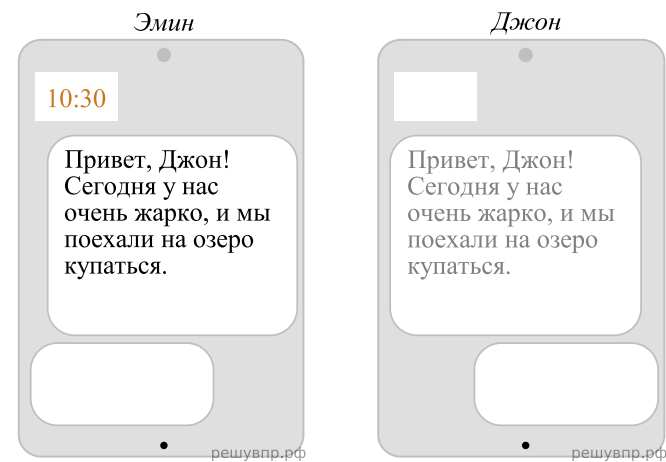 Эмин
10:30
Привет, Джон!
Сегодня у нас
очень жарко, и мы
поехали на озеро
купаться.
решувпр.рф
Джон
Привет, Джон!
Сегодня у нас
очень жарко, и мы
поехали на озеро
купаться.
решувпр.рф